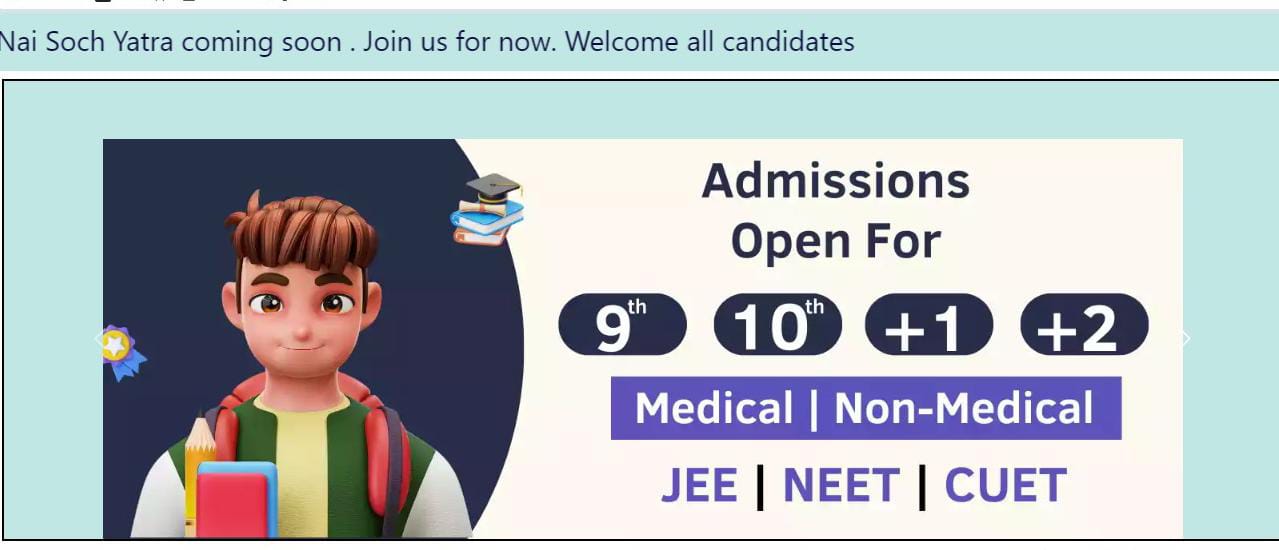 Nai Soch Yatra coming soon . Join us for now. Welcome all candidates
Admissions
Open For
9th 10th +1 +2
Medical | Non-Medical
JEE | NEET | CUET